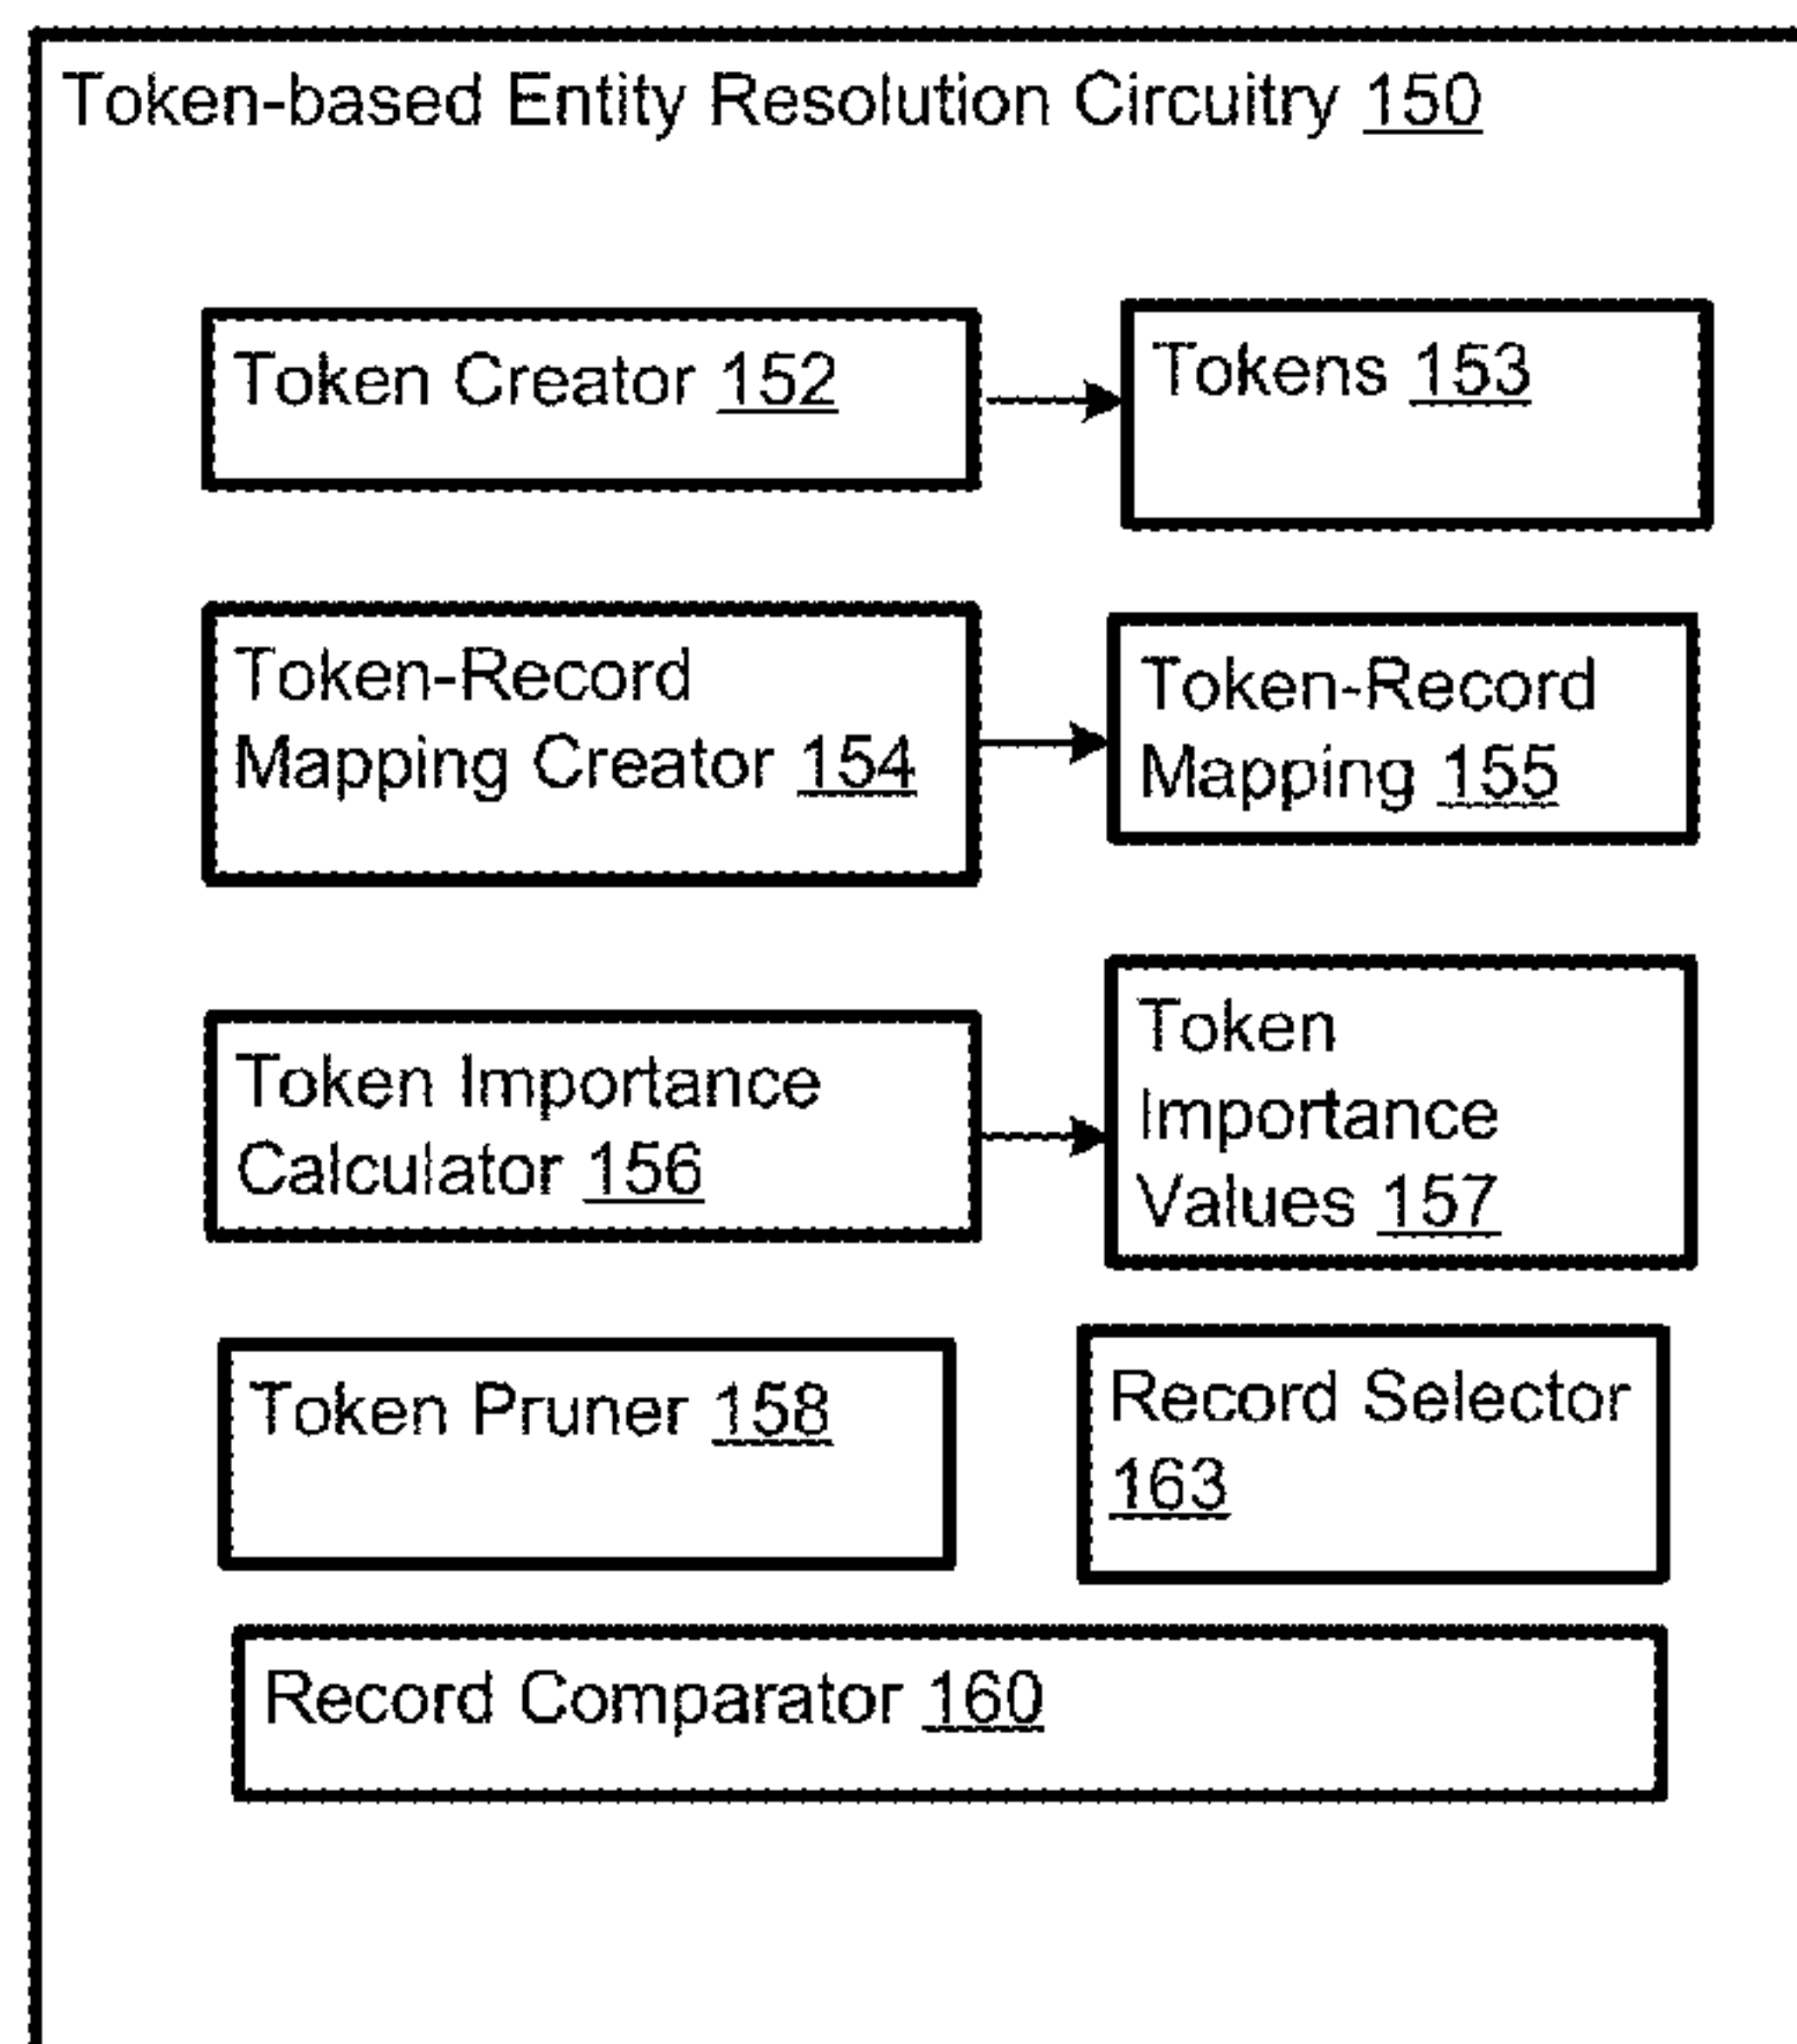 Token-based Entity Resolution Circuitry 150
Token Creator 152
Tokens 153
Token-Record
Mapping Creator 154
Token-Record
Mapping 155
Token Importance
Calculator 156
Token
Importance
Values 157
Token Pruner 158
Record Selector
163
Record Comparator 160